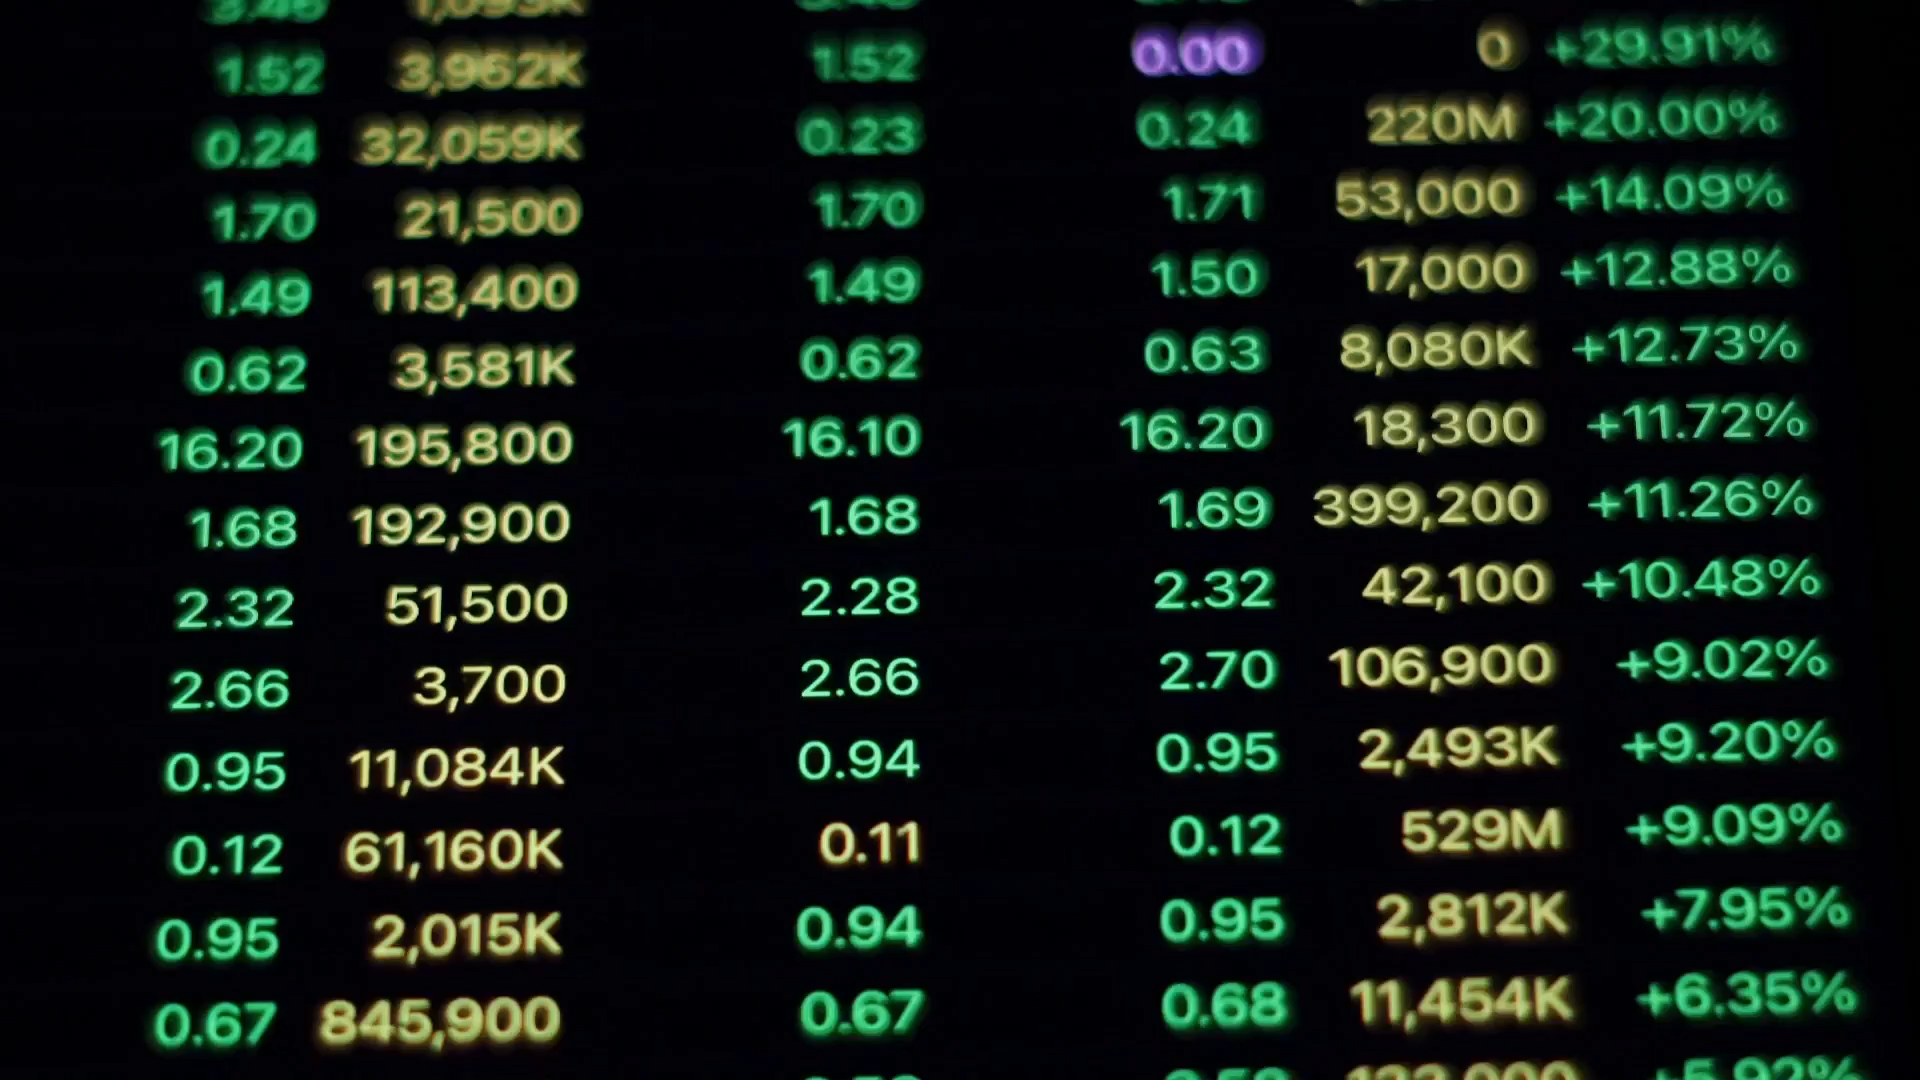 1.52 3,962K 1.52 0.00 0 +29.91%
0.24 32,059K 0.23 0.24 220M +20.00%
1.70 21,500 1.70 1.71 53,000 +14.09%
1.49 113,400 1.49 1.50 17,000 +12.88%
0.62 3,581K 0.62 0.63 8,080K +12.73%
16.20 195,800 16.10 16.20 18,300 +11.72%
1.68 192,900 1.68 1.69 399,200 +11.26%
2.32 51,500 2.28 2.32 42,100 +10.48%
2.66 3,700 2.66 2.70 106,900 +9.02%
0.95 11,084K 0.94 0.95 2,493K +9.20%
0.12 61,160K 0.11 0.12 529M +9.09%
0.95 2,015K 0.94 0.95 2,812K +7.95%
0.67 845,900 0.67 0.68 11,454K +6.35%